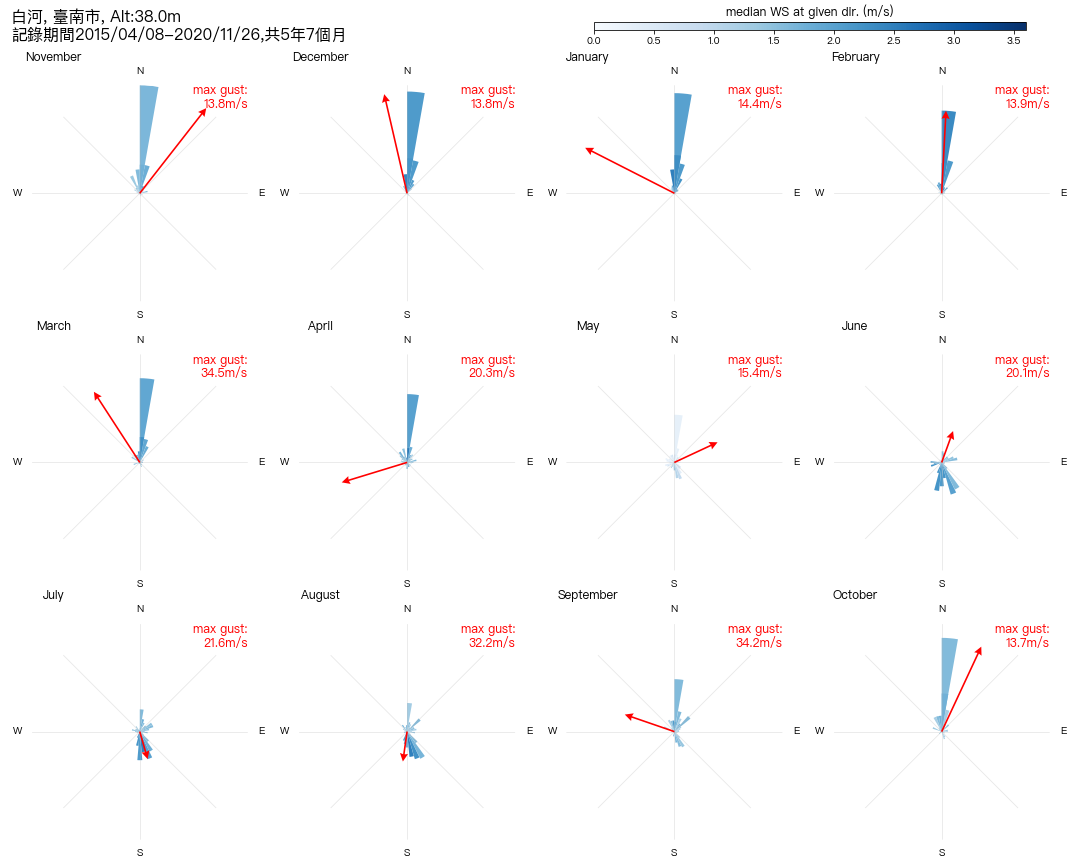 白河, 臺南市, Alt:38.0m
記錄期間2015/04/08-2020/11/26,共5年7個月
median WS at given dir. (m/s)
0.0 0.5 1.0 1.5 2.0 2.5 3.0 3.5
November
N
max gust:
13.8m/s
W
E
S
December
N
max gust:
13.8m/s
W
E
S
January
N
max gust:
14.4m/s
W
E
S
February
N
max gust:
13.9m/s
W
E
S
March
N
max gust:
34.5m/s
W
E
S
April
N
max gust:
20.3m/s
W
E
S
May
N
max gust:
15.4m/s
W
E
S
June
N
max gust:
20.1m/s
W
E
S
July
N
max gust:
21.6m/s
W
E
S
August
N
max gust:
32.2m/s
W
E
S
September
N
max gust:
34.2m/s
W
E
S
October
N
max gust:
13.7m/s
W
E
S